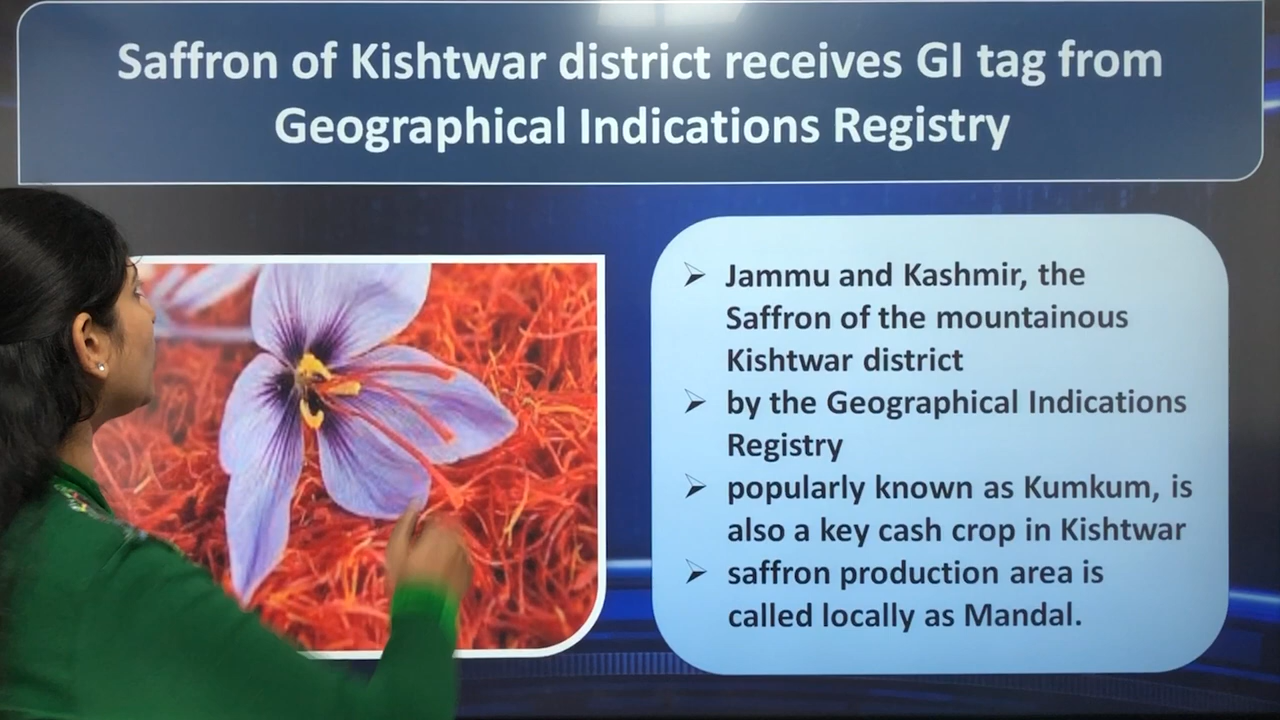 Saffron of Kishtwar district receives GI tag from
Geographical Indications Registry
➢ Jammu and Kashmir, the
Saffron of the mountainous
Kishtwar district
➢ by the Geographical Indications
Registry
➢ popularly known as Kumkum, is
also a key cash crop in Kishtwar
➢ saffron production area is
called locally as Mandal.